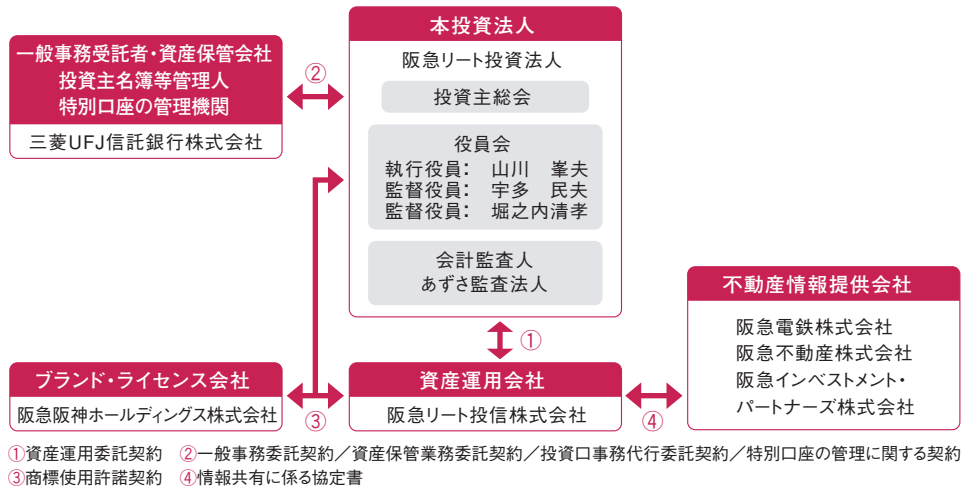 本投資法人
阪急リート投資法人
投資主総会
役員会
執行役員： 山川　峯夫
監督役員： 宇多　民夫
監督役員： 堀之内清孝
会計監査人
あずさ監査法人
一般事務受託者・資産保管会社
投資主名簿等管理人
特別口座の管理機関
三菱UFJ信託銀行株式会社
②
①
ブランド・ライセンス会社
阪急阪神ホールディングス株式会社
③
資産運用会社
阪急リート投信株式会社
④
不動産情報提供会社
阪急電鉄株式会社
阪急不動産株式会社
阪急インベストメント・
パートナーズ株式会社
①資産運用委託契約　②一般事務委託契約／資産保管業務委託契約／投資口事務代行委託契約／特別口座の管理に関する契約
③商標使用許諾契約　④情報共有に係る協定書